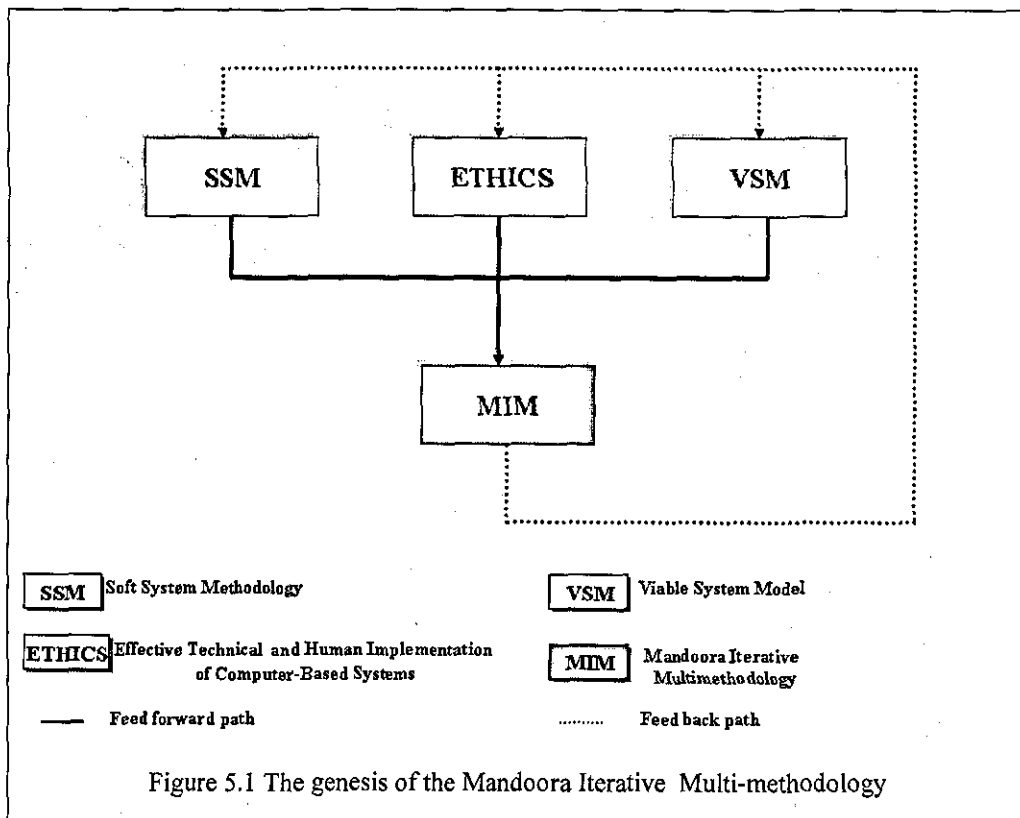 SSM
ETHICS
VSM
MIM
SSM Soft System Methodology
VSM Viable System Model
ETHICS Effective Technical and Human Implementation
of Computer-Based Systems
MIM Mandoora Iterative
Multimethodology
Feed forward path
Feed back path
Figure 5.1 The genesis of the Mandoora Iterative Multi-methodology